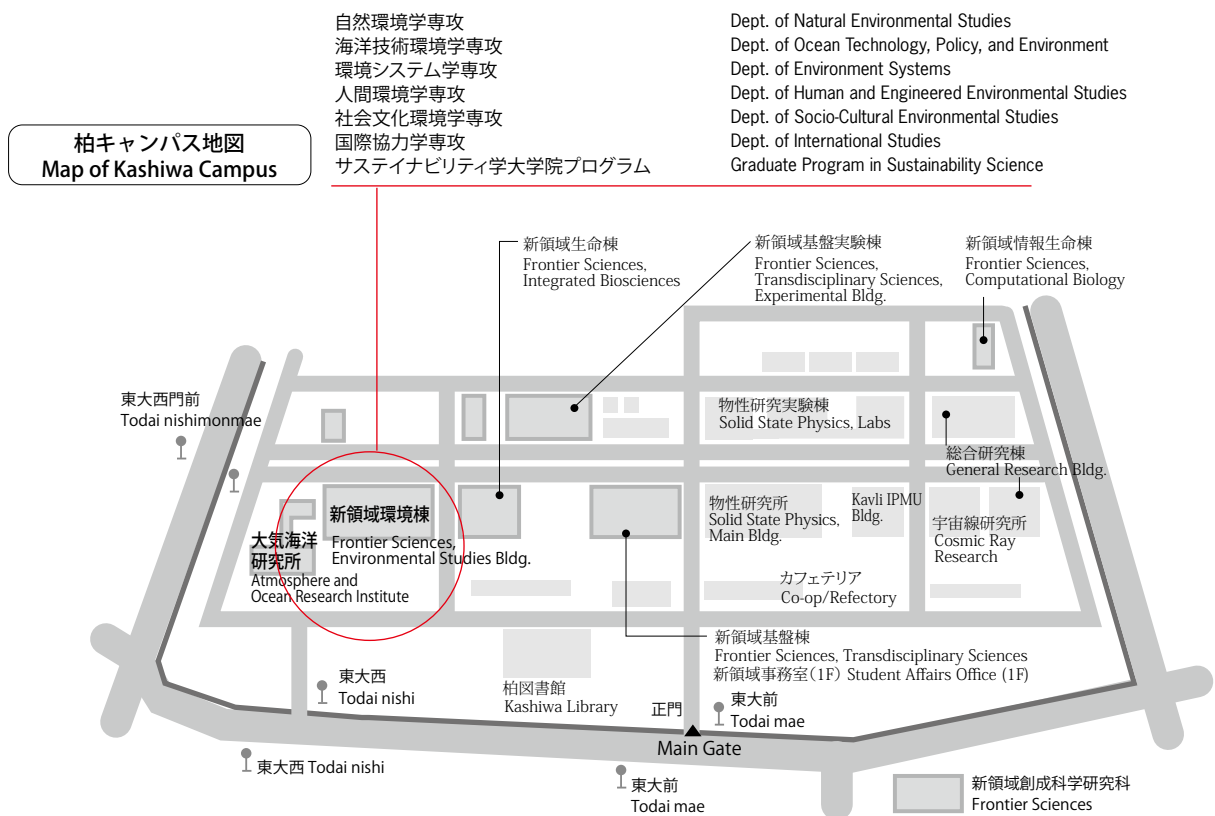 自然環境学専攻
Dept. of Natural Environmental Studies
海洋技術環境学専攻
Dept. of Ocean Technology, Policy, and Environment
環境システム学専攻
Dept. of Environment Systems
人間環境学専攻
Dept. of Human and Engineered Environmental Studies
社会文化環境学専攻
Dept. of Socio-Cultural Environmental Studies
国際協力学専攻
Dept. of International Studies
サステイナビリティ学大学院プログラム
Graduate Program in Sustainability Science
柏キャンパス地図
Map of Kashiwa Campus
新領域生命棟
Frontier Sciences,
Integrated Biosciences
新領域基盤実験棟
Frontier Sciences,
Transdisciplinary Sciences,
Experimental Bldg.
新領域情報生命棟
Frontier Sciences,
Computational Biology
東大西門前
Todai nishimonmae
物性研究実験棟
Solid State Physics, Labs
総合研究棟
General Research Bldg.
新領域環境棟
Frontier Sciences,
Environmental Studies Bldg.
大気海洋
研究所
Atmosphere and
Ocean Research Institute
物性研究所
Solid State Physics,
Main Bldg.
Kavli IPMU
Bldg.
宇宙線研究所
Cosmic Ray
Research
カフェテリア
Co-op/Refectory
新領域基盤棟
Frontier Sciences, Transdisciplinary Sciences
新領域事務室(1F) Student Affairs Office (1F)
東大西
Todai nishi
柏図書館
Kashiwa Library
正門
Main Gate
東大前
Todai mae
東大西 Todai nishi
東大前
Todai mae
新領域創成科学研究科
Frontier Sciences